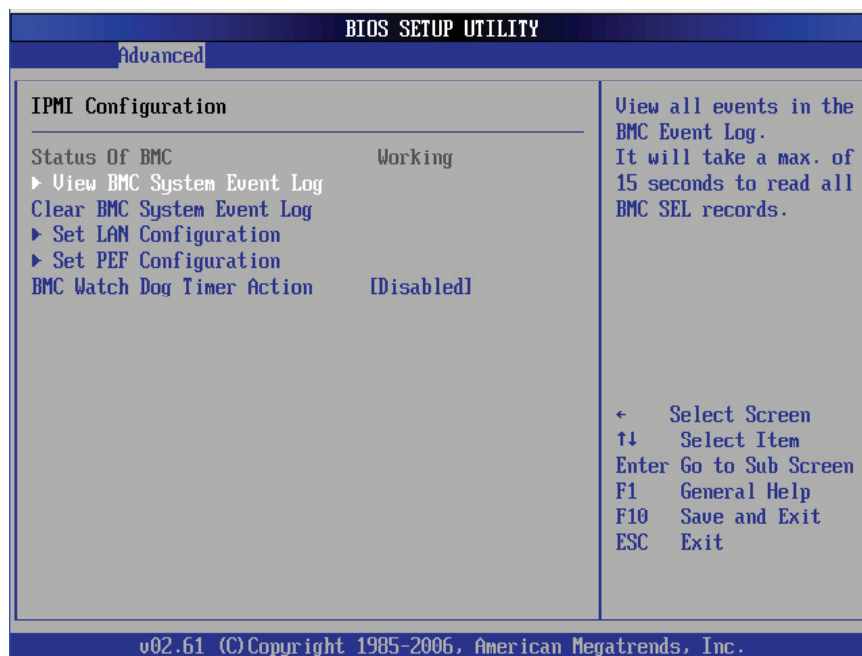 BIOS SETUP UTILITY
Advanced
IPMI Configuration
Status Of BMC Working
▶ View BMC System Event Log
Clear BMC System Event Log
▶ Set LAN Configuration
▶ Set PEF Configuration
BMC Watch Dog Timer Action [Disabled]
View all events in the
BMC Event Log.
It will take a max. of
15 seconds to read all
BMC SEL records.
← Select Screen
↑↓ Select Item
Enter Go to Sub Screen
F1 General Help
F10 Save and Exit
ESC Exit
v02.61 (C)Copyright 1985-2006, American Megatrends, Inc.